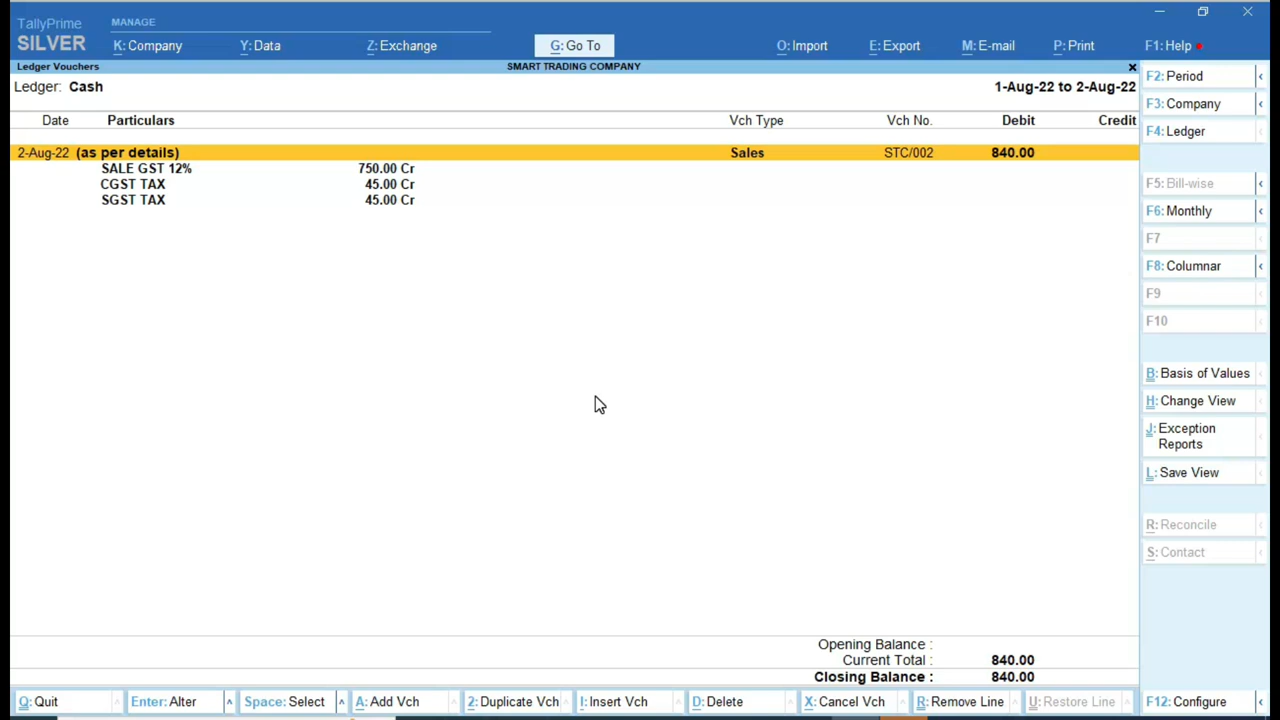 TallyPrime MANAGE
SILVER K: Company Y: Data Z: Exchange G: Go To O: Import E: Export M: E-mail P: Print F1: Help
Ledger Vouchers SMART TRADING COMPANY x
Ledger: Cash 1-Aug-22 to 2-Aug-22
Date Particulars Vch Type Vch No. Debit Credit
2-Aug-22 (as per details) Sales STC/002 840.00
SALE GST 12% 750.00 Cr
CGST TAX 45.00 Cr
SGST TAX 45.00 Cr
Opening Balance :
Current Total : 840.00
Closing Balance : 840.00
F2: Period
F3: Company
F4: Ledger
F5: Bill-wise
F6: Monthly
F7
F8: Columnar
F9
F10
B: Basis of Values
H: Change View
J: Exception
Reports
L: Save View
R: Reconcile
S: Contact
Q: Quit Enter: Alter Space: Select A: Add Vch 2: Duplicate Vch I: Insert Vch D: Delete X: Cancel Vch R: Remove Line U: Restore Line F12: Configure